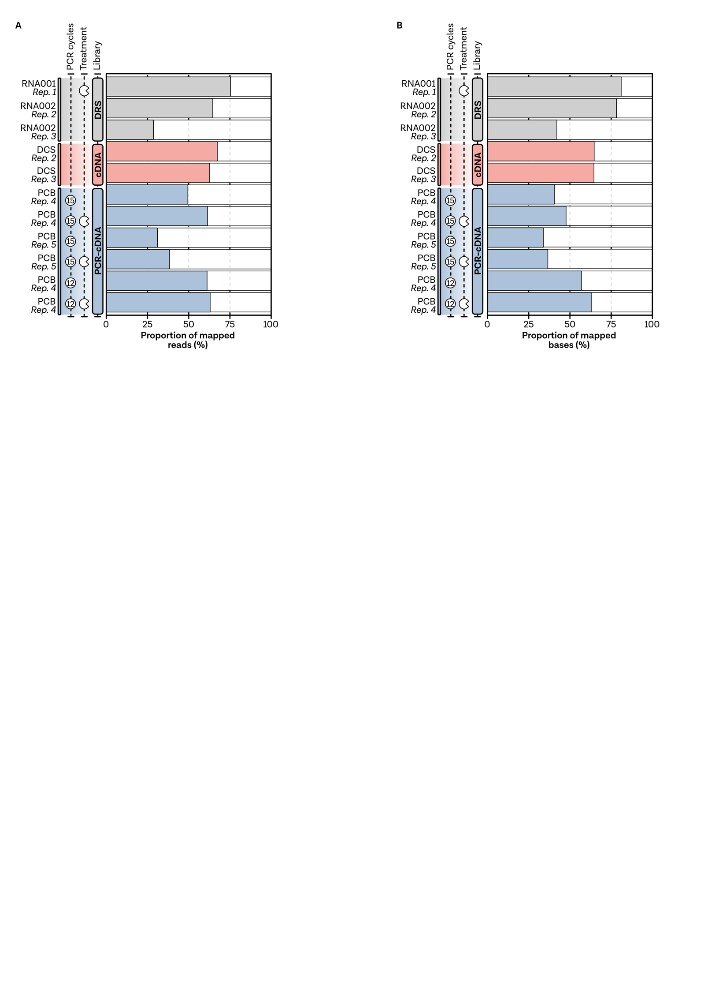 A
PCR cycles
Treatment
Library
RNA001
Rep. 1
RNA002
Rep. 2
RNA002
Rep. 3
DRS
DCS
Rep. 2
DCS
Rep. 3
cDNA
PCB
Rep. 4
15
PCB
Rep. 4
15
PCB
Rep. 5
15
PCB
Rep. 5
15
PCB
Rep. 4
12
PCB
Rep. 4
12
PCR-cDNA
0 25 50 75 100
Proportion of mapped
reads (%)
B
PCR cycles
Treatment
Library
RNA001
Rep. 1
RNA002
Rep. 2
RNA002
Rep. 3
DRS
DCS
Rep. 2
DCS
Rep. 3
cDNA
PCB
Rep. 4
15
PCB
Rep. 4
15
PCB
Rep. 5
15
PCB
Rep. 5
15
PCB
Rep. 4
12
PCB
Rep. 4
12
PCR-cDNA
0 25 50 75 100
Proportion of mapped
bases (%)